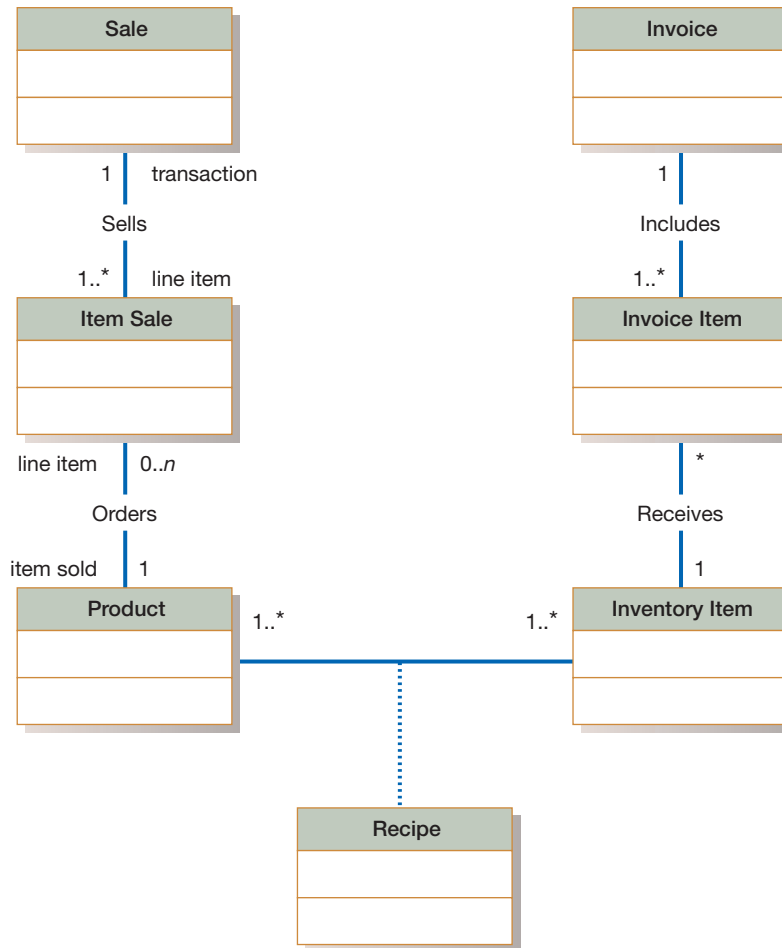 Sale
Invoice
1 transaction
1
Sells
Includes
1..* line item
1..*
Item Sale
Invoice Item
line item 0..n
*
Orders
Receives
item sold 1
1
Product
Inventory Item
1..*
1..*
Recipe